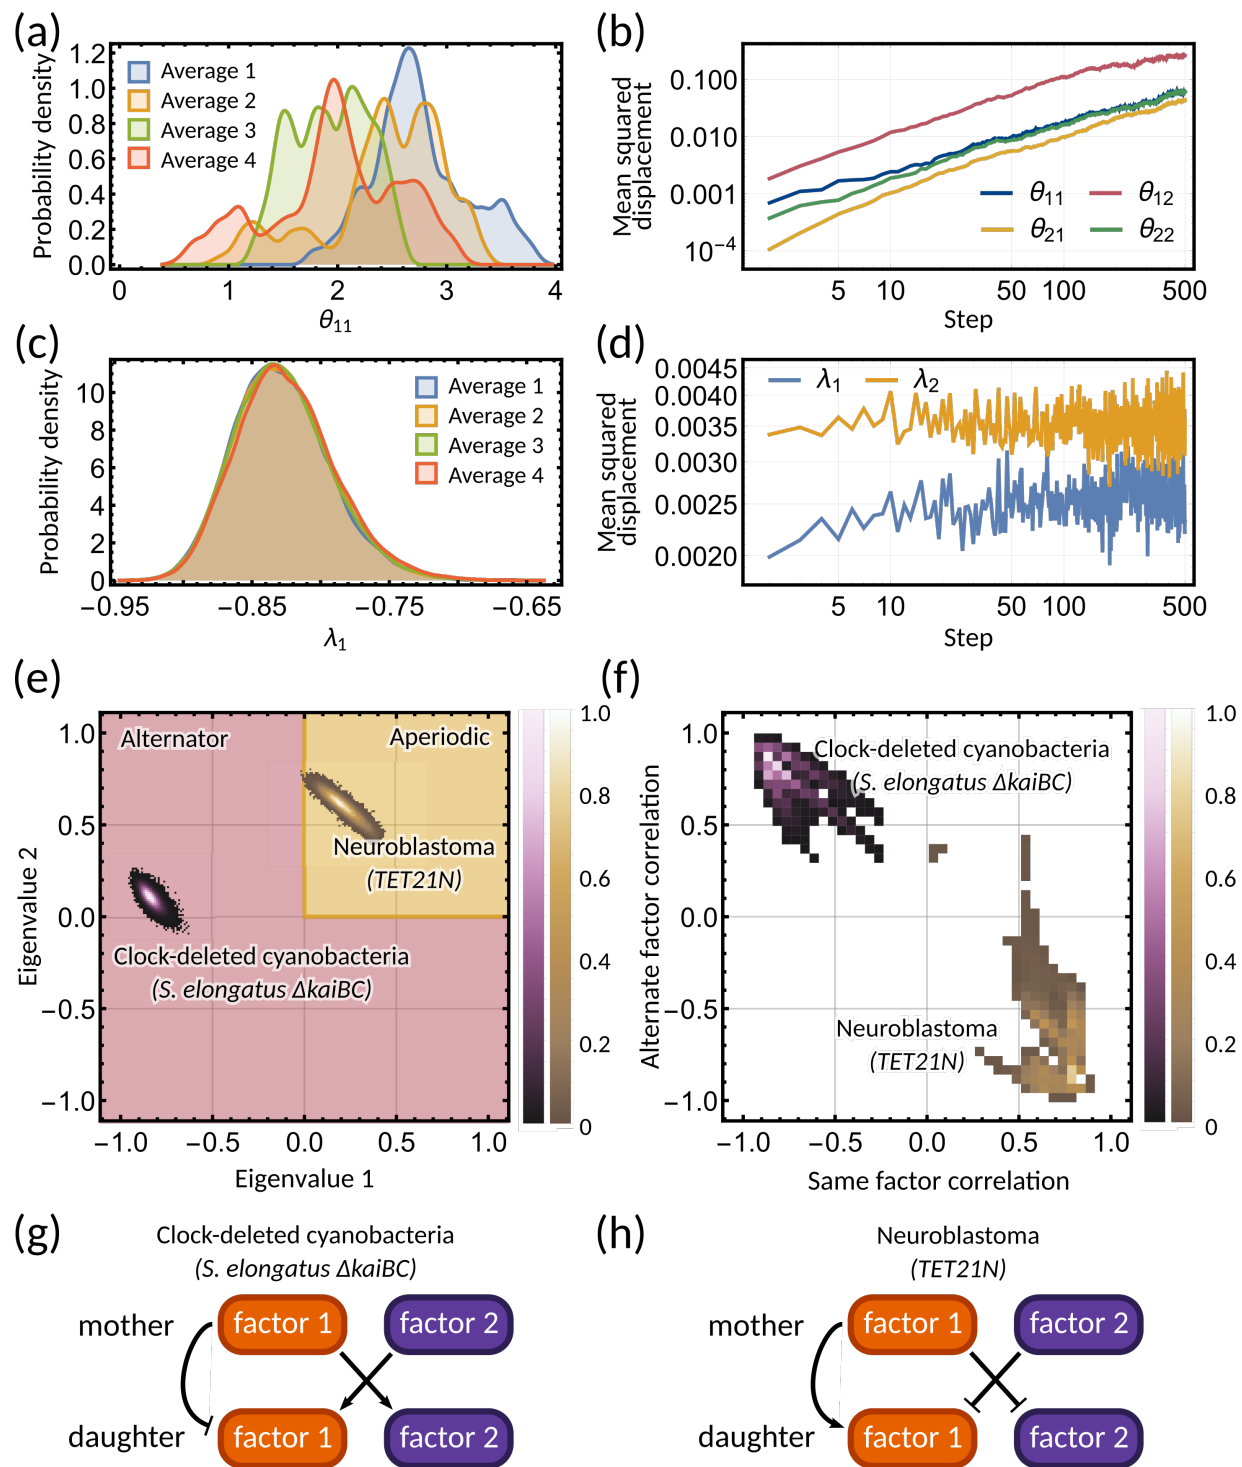 (a)
Probability density
1.2
1.0
0.8
0.6
0.4
0.2
0.0
Average 1
Average 2
Average 3
Average 4
0 1 2 3 4
θ11
(b)
Mean squared
displacement
0.100
0.010
0.001
10−4
θ11 θ12
θ21 θ22
5 10 50 100 500
Step
(c)
Probability density
10
8
6
4
2
0
Average 1
Average 2
Average 3
Average 4
−0.95 −0.85 −0.75 −0.65
λ1
(d)
Mean squared
displacement
0.0045
0.0040
0.0035
0.0030
0.0025
0.0020
λ1 λ2
5 10 50 100 500
Step
(e)
Eigenvalue 2
1.0
0.5
0.0
−0.5
−1.0
Alternator
Aperiodic
Neuroblastoma
(TET21N)
Clock-deleted cyanobacteria
(S. elongatus ΔkaiBC)
−1.0 −0.5 0.0 0.5 1.0
Eigenvalue 1
1.0
0.8
0.6
0.4
0.2
0
(f)
Alternate factor correlation
1.0
0.5
0.0
−0.5
−1.0
Clock-deleted cyanobacteria
(S. elongatus ΔkaiBC)
Neuroblastoma
(TET21N)
−1.0 −0.5 0.0 0.5 1.0
Same factor correlation
1.0
0.8
0.6
0.4
0.2
0
(g)
Clock-deleted cyanobacteria
(S. elongatus ΔkaiBC)
mother factor 1 factor 2
daughter factor 1 factor 2
(h)
Neuroblastoma
(TET21N)
mother factor 1 factor 2
daughter factor 1 factor 2